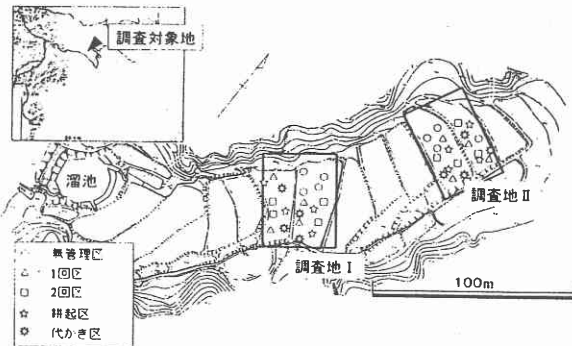 調査対象地
溜池
調査地Ⅱ
調査地Ⅰ
100m
無管理区
1回区
2回区
耕起区
代かき区